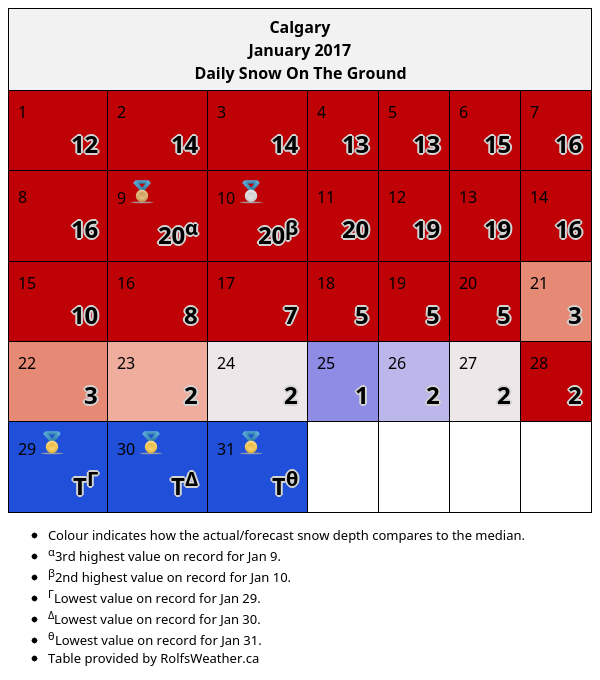 Calgary
January 2017
Daily Snow On The Ground
1 2 3 4 5 6 7
12 14 14 13 13 15 16
8 9 10 11 12 13 14
16 20α 20β 20 19 19 16
15 16 17 18 19 20 21
10 8 7 5 5 5 3
22 23 24 25 26 27 28
3 2 2 1 2 2 2
29 30 31
TΓ TΔ Tθ
• Colour indicates how the actual/forecast snow depth compares to the median.
• α3rd highest value on record for Jan 9.
• β2nd highest value on record for Jan 10.
• ΓLowest value on record for Jan 29.
• ΔLowest value on record for Jan 30.
• θLowest value on record for Jan 31.
• Table provided by RolfsWeather.ca